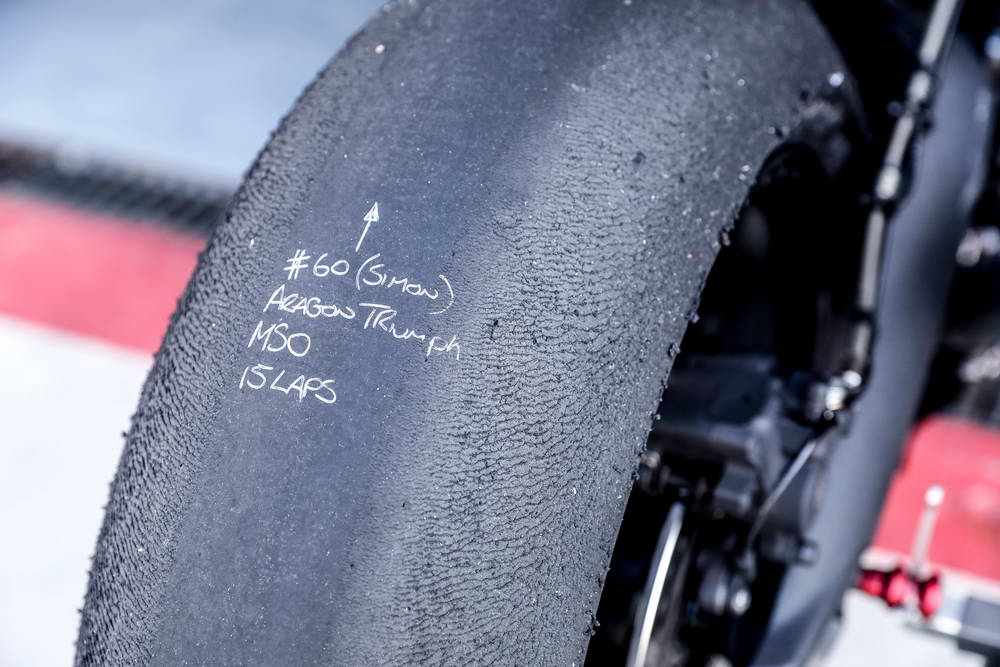 #60 (SIMON)
ARAGON TRIUMPH
MSO
15 LAPS